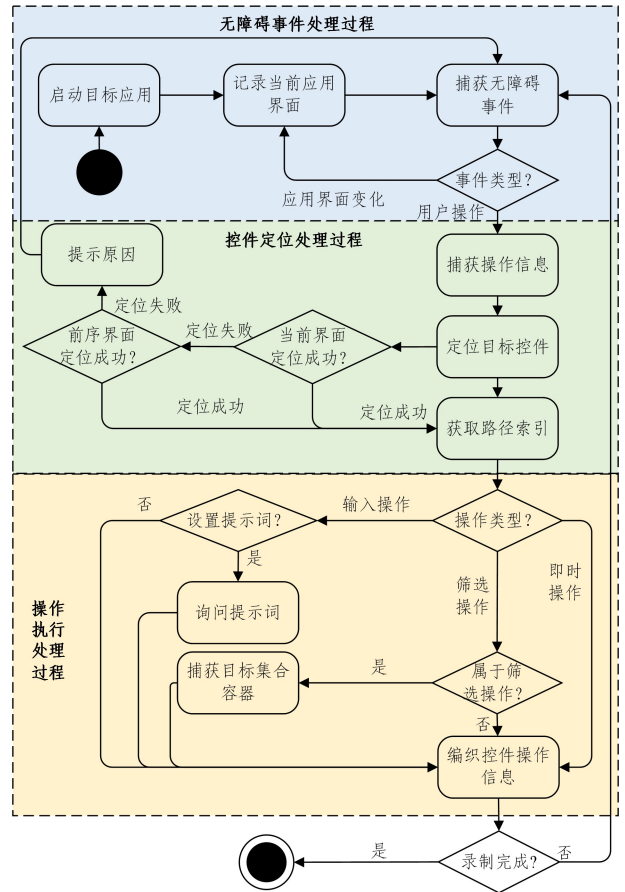 无障碍事件处理过程
启动目标应用
记录当前应用
界面
捕获无障碍
事件
事件类型?
应用界面变化
用户操作
控件定位处理过程
提示原因
捕获操作信息
定位失败
前序界面
定位成功?
定位失败
当前界面
定位成功?
定位目标控件
定位成功
定位成功
获取路径索引
否
设置提示词?
输入操作
操作类型?
是
筛选
操作
即时
操作
操作
执行
处理
过程
询问提示词
捕获目标集合
容器
是
属于筛
选操作?
否
编织控件操作
信息
是
录制完成?
否